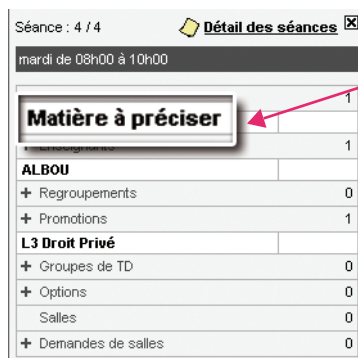 Séance : 4 / 4 Détail des séances
mardi de 08h00 à 10h00
1
Matière à préciser
+ Enseignants 1
ALBOU
+ Regroupements 0
+ Promotions 1
L3 Droit Privé
+ Groupes de TD 0
+ Options 0
Salles 0
+ Demandes de salles 0